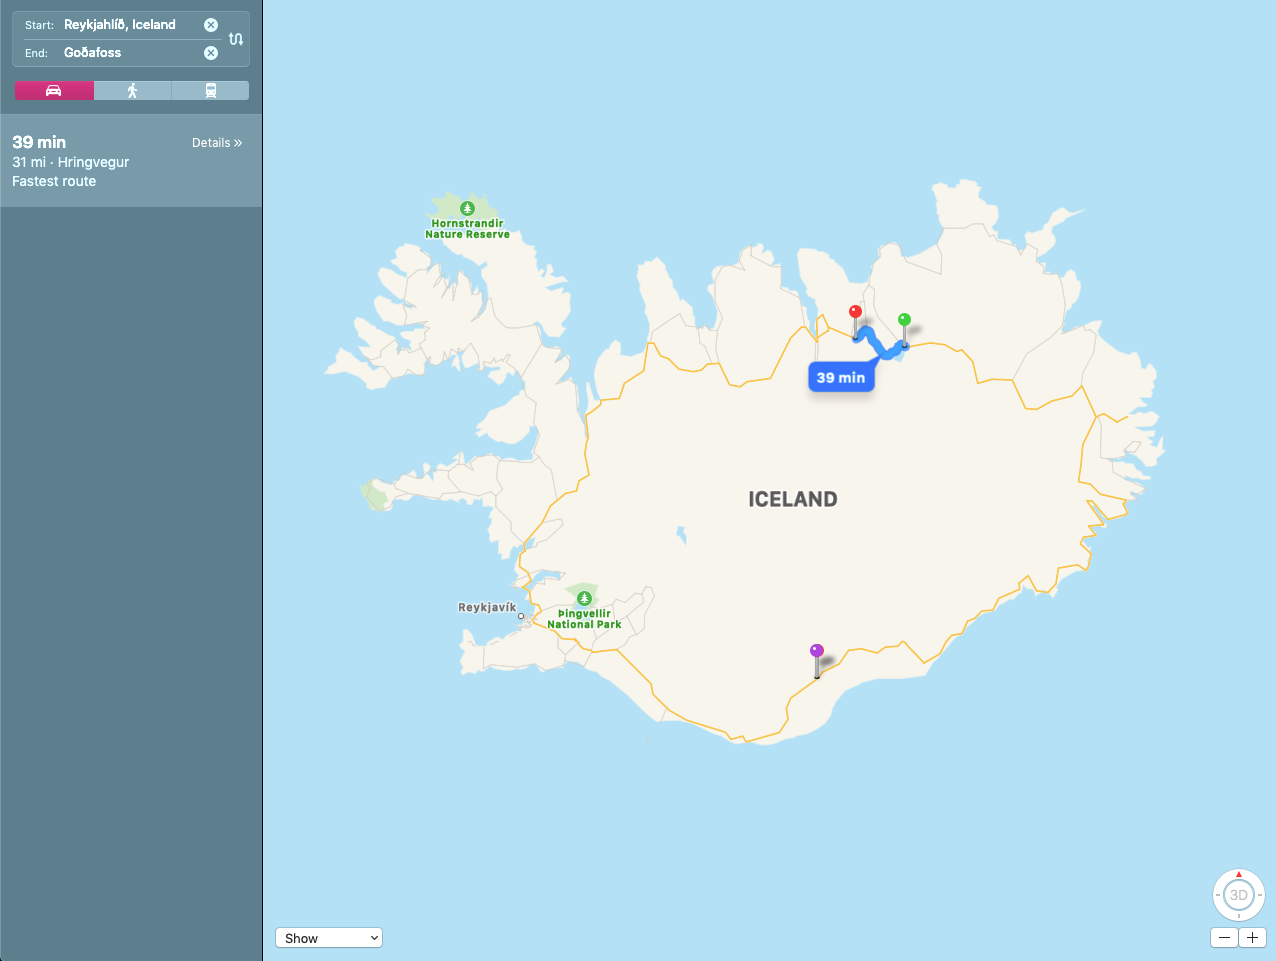 Start: Reykjahlíð, Iceland
End: Goðafoss
39 min
Details »
31 mi · Hringvegur
Fastest route
Hornstrandir
Nature Reserve
39 min
ICELAND
Reykjavík
Þingvellir
National Park
3D
Show